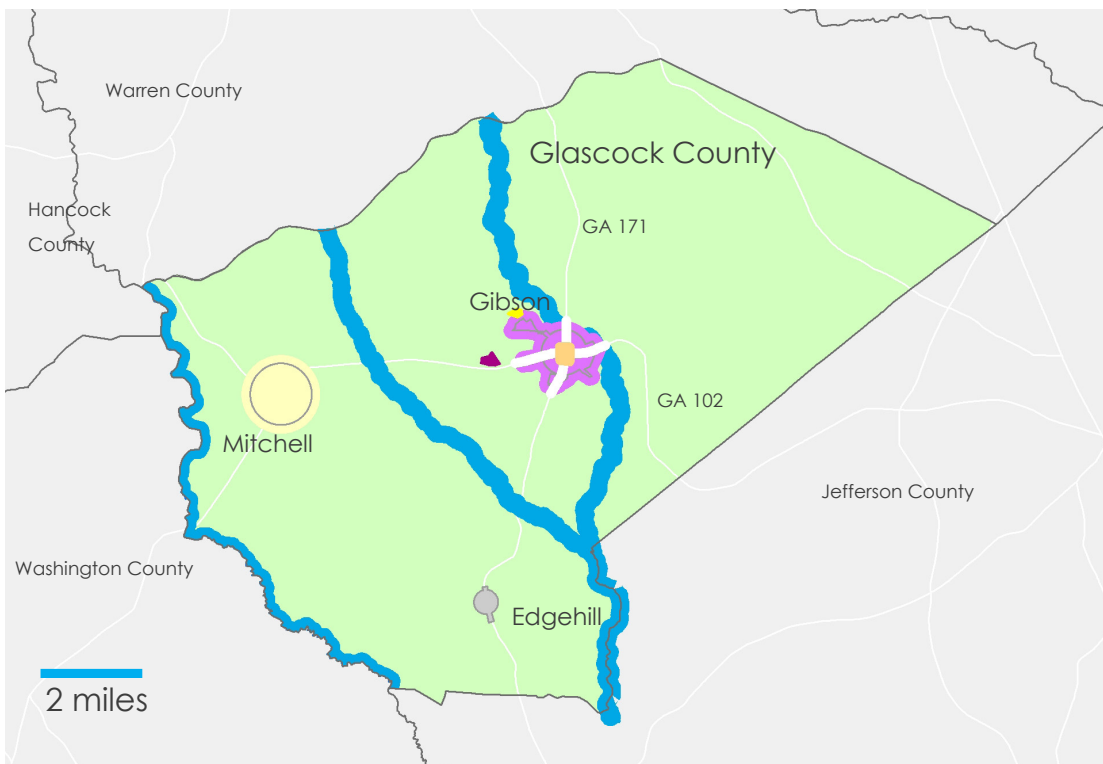 Warren County
Glascock County
Hancock
County
GA 171
Gibson
GA 102
Mitchell
Jefferson County
Washington County
Edgehill
2 miles